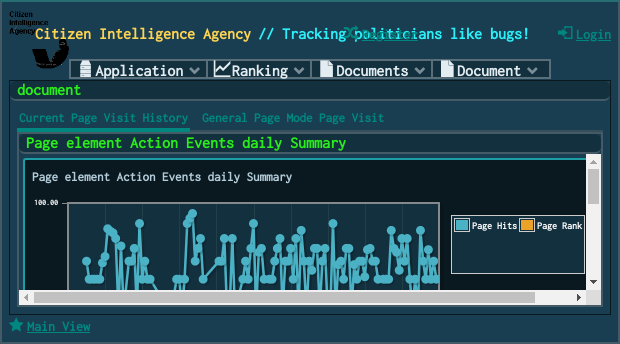 Citizen
Intelligence
Agency
Citizen Intelligence Agency // Tracking politicians like bugs!
Register
Login
Application
Ranking
Documents
Document
document
Current Page Visit History
General Page Mode Page Visit
Page element Action Events daily Summary
Page element Action Events daily Summary
100.00
Page Hits
Page Rank
Main View